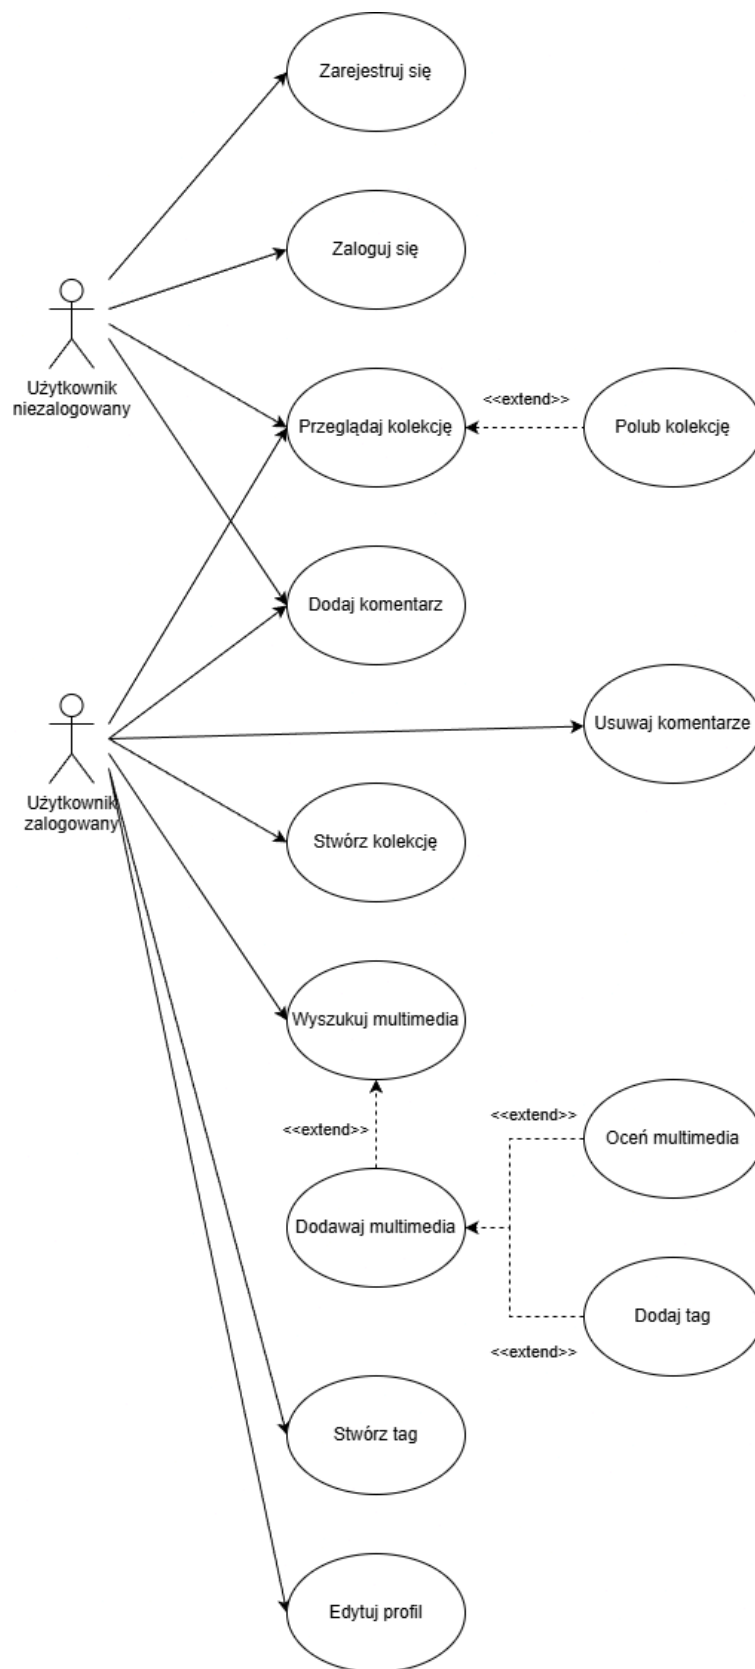 Zarejestruj się
Zaloguj się
Użytkownik
niezalogowany
Przeglądaj kolekcję
<<extend>>
Polub kolekcję
Dodaj komentarz
Usuwaj komentarze
Użytkownik
zalogowany
Stwórz kolekcję
Wyszukuj multimedia
<<extend>>
<<extend>>
Oceń multimedia
Dodawaj multimedia
Dodaj tag
<<extend>>
Stwórz tag
Edytuj profil